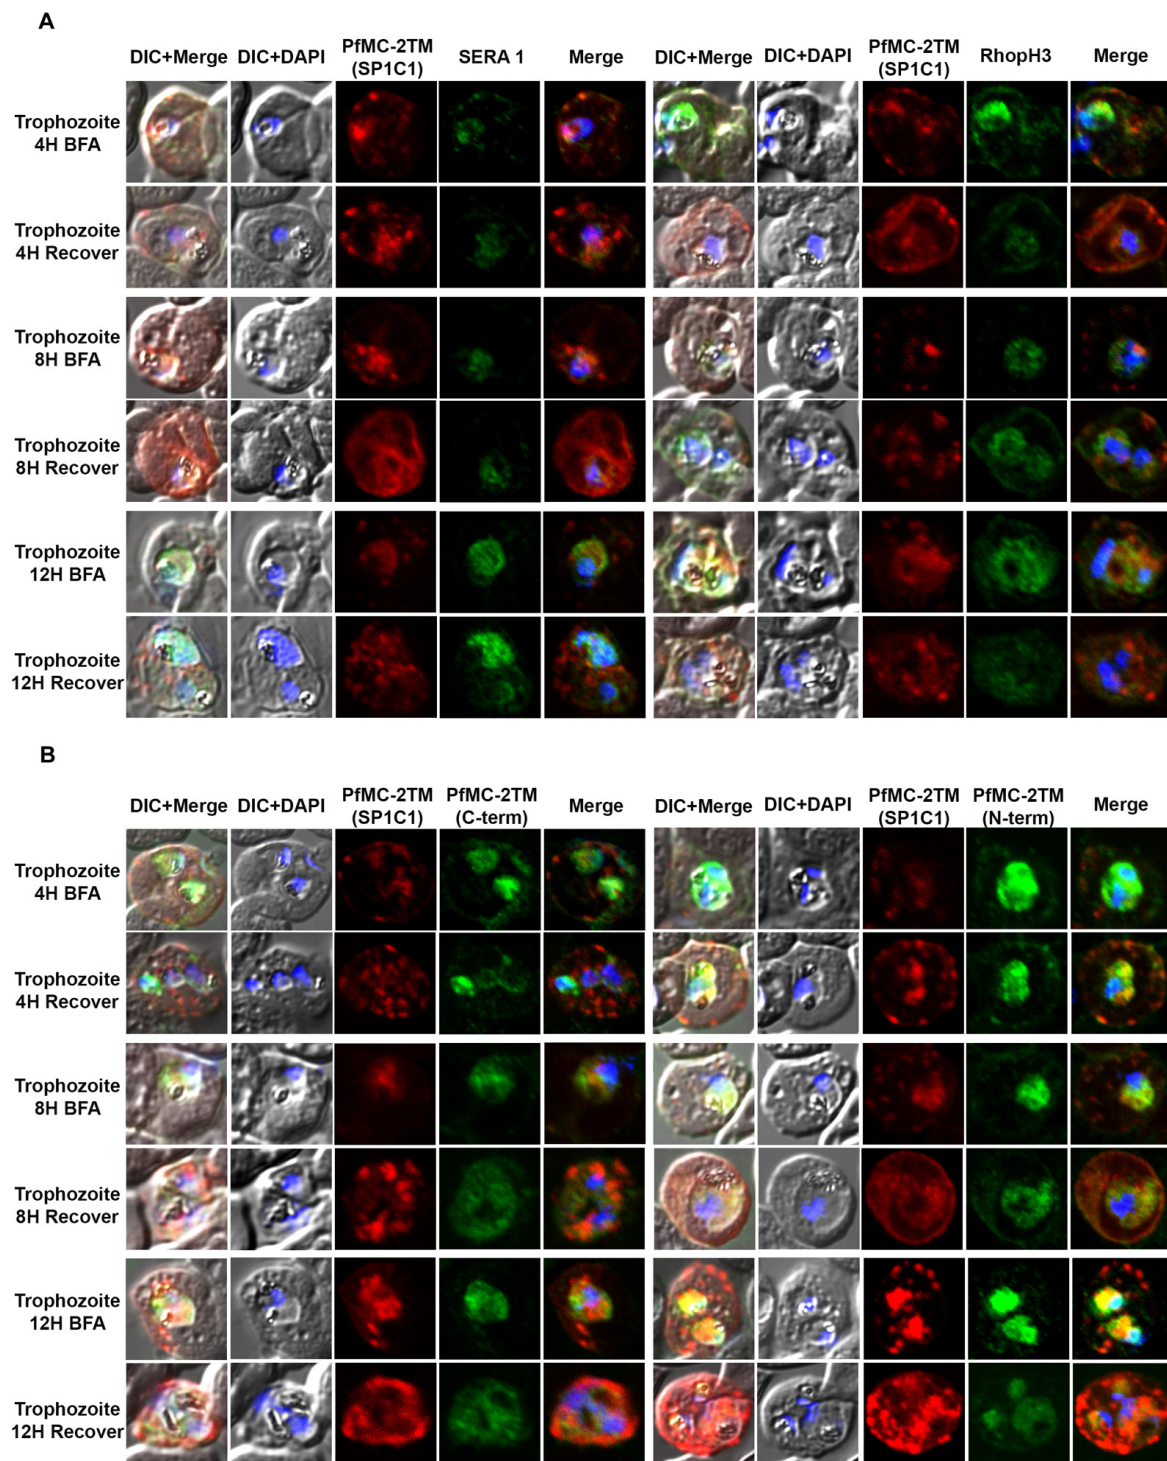 A
DIC+Merge DIC+DAPI PfMC-2TM (SP1C1) SERA 1 Merge DIC+Merge DIC+DAPI PfMC-2TM (SP1C1) RhopH3 Merge
Trophozoite
4H BFA
Trophozoite
4H Recover
Trophozoite
8H BFA
Trophozoite
8H Recover
Trophozoite
12H BFA
Trophozoite
12H Recover
B
DIC+Merge DIC+DAPI PfMC-2TM (SP1C1) PfMC-2TM (C-term) Merge DIC+Merge DIC+DAPI PfMC-2TM (SP1C1) PfMC-2TM (N-term) Merge
Trophozoite
4H BFA
Trophozoite
4H Recover
Trophozoite
8H BFA
Trophozoite
8H Recover
Trophozoite
12H BFA
Trophozoite
12H Recover